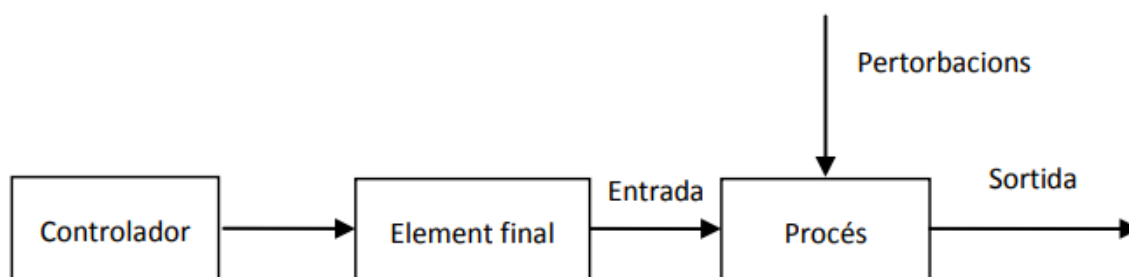 Pertorbacions
Entrada
Sortida
Controlador
Element final
Procés